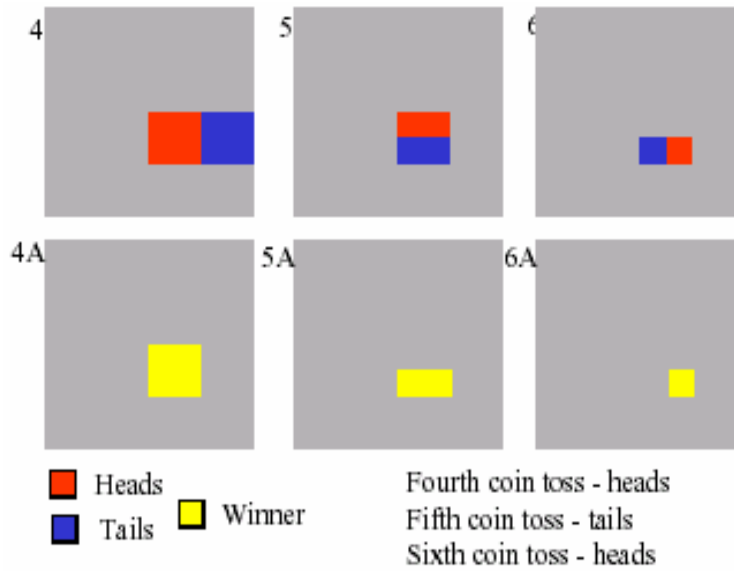 4
5
6
4A
5A
6A
Heads
Tails
Winner
Fourth coin toss - heads
Fifth coin toss - tails
Sixth coin toss - heads